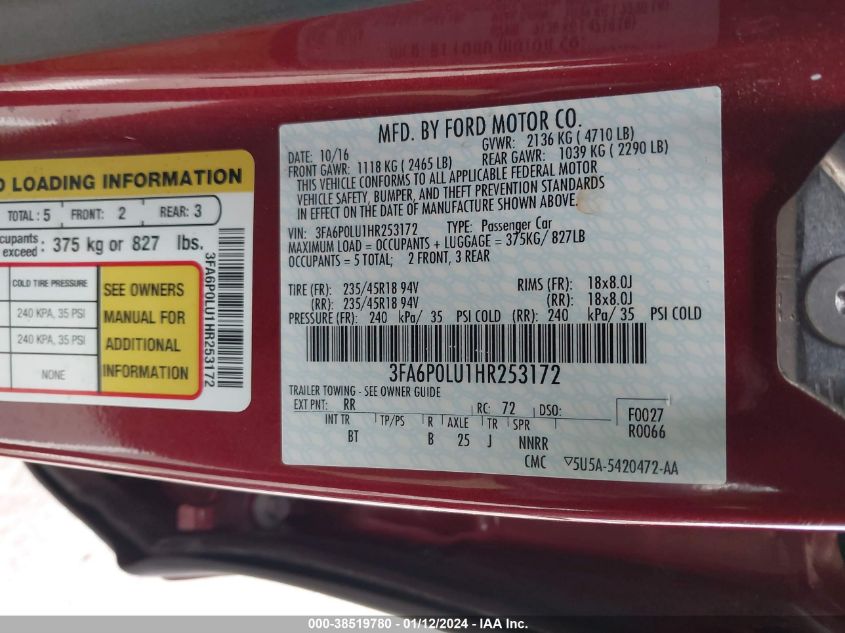 MFD. BY FORD MOTOR CO.
DATE: 10/16 GVWR: 2136 KG ( 4710 LB)
FRONT GAWR: 1118 KG ( 2465 LB) REAR GAWR: 1039 KG ( 2290 LB)
THIS VEHICLE CONFORMS TO ALL APPLICABLE FEDERAL MOTOR
VEHICLE SAFETY, BUMPER, AND THEFT PREVENTION STANDARDS
IN EFFECT ON THE DATE OF MANUFACTURE SHOWN ABOVE.
VIN: 3FA6P0LU1HR253172 TYPE: Passenger Car
MAXIMUM LOAD = OCCUPANTS + LUGGAGE = 375KG/ 827LB
OCCUPANTS = 5 TOTAL; 2 FRONT, 3 REAR
TIRE (FR): 235/45R18 94V RIMS (FR): 18x8.0J
(RR): 235/45R18 94V (RR): 18x8.0J
PRESSURE (FR): 240 kPa/ 35 PSI COLD (RR): 240 kPa/ 35 PSI COLD
3FA6P0LU1HR253172
TRAILER TOWING - SEE OWNER GUIDE
EXT PNT: RR RC: 72 DSO:
F0027
R0066
INT TR TP/PS R AXLE TR SPR
BT B 25 J NNRR
CMC ▽5U5A-5420472-AA
LOADING INFORMATION
TOTAL: 5 FRONT: 2 REAR: 3
exceed: 375 kg or 827 lbs.
COLD TIRE PRESSURE
240 KPA, 35 PSI
240 KPA, 35 PSI
NONE
SEE OWNERS
MANUAL FOR
ADDITIONAL
INFORMATION
3FA6P0LU1HR253172
000-38519780 - 01/12/2024 - IAAI.com